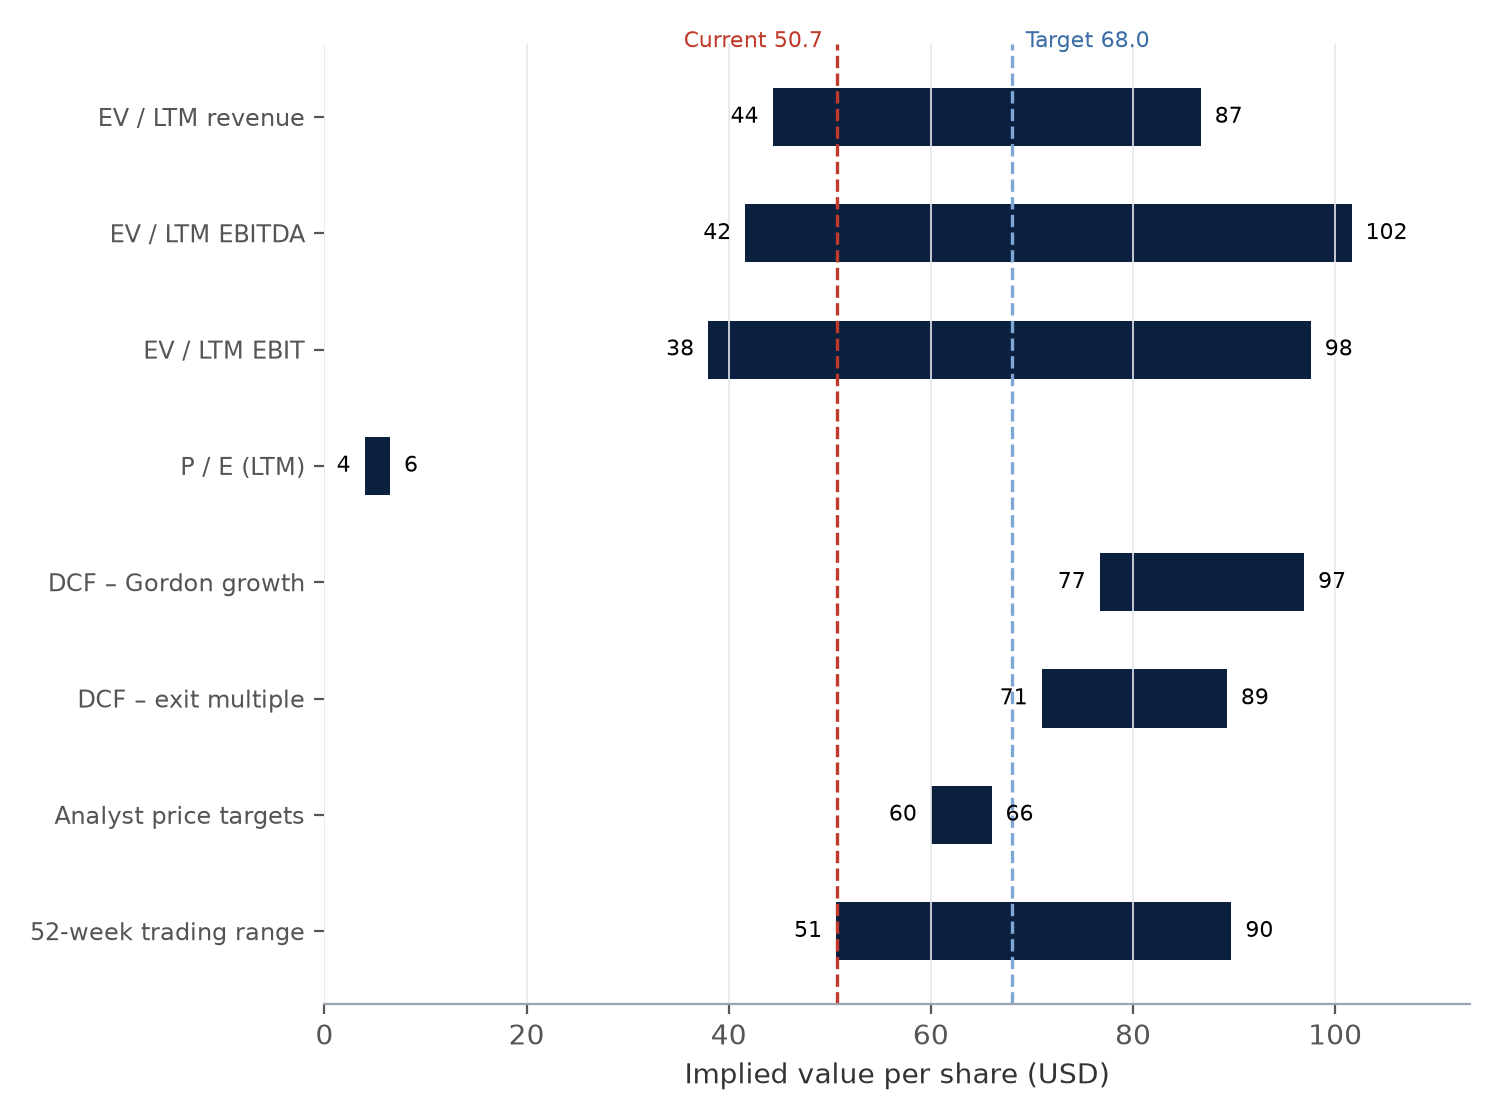 Current 50.7 Target 68.0
EV / LTM revenue 44 87
EV / LTM EBITDA 42 102
EV / LTM EBIT 38 98
P / E (LTM) 4 6
DCF – Gordon growth 77 97
DCF – exit multiple 71 89
Analyst price targets 60 66
52-week trading range 51 90
0 20 40 60 80 100
Implied value per share (USD)